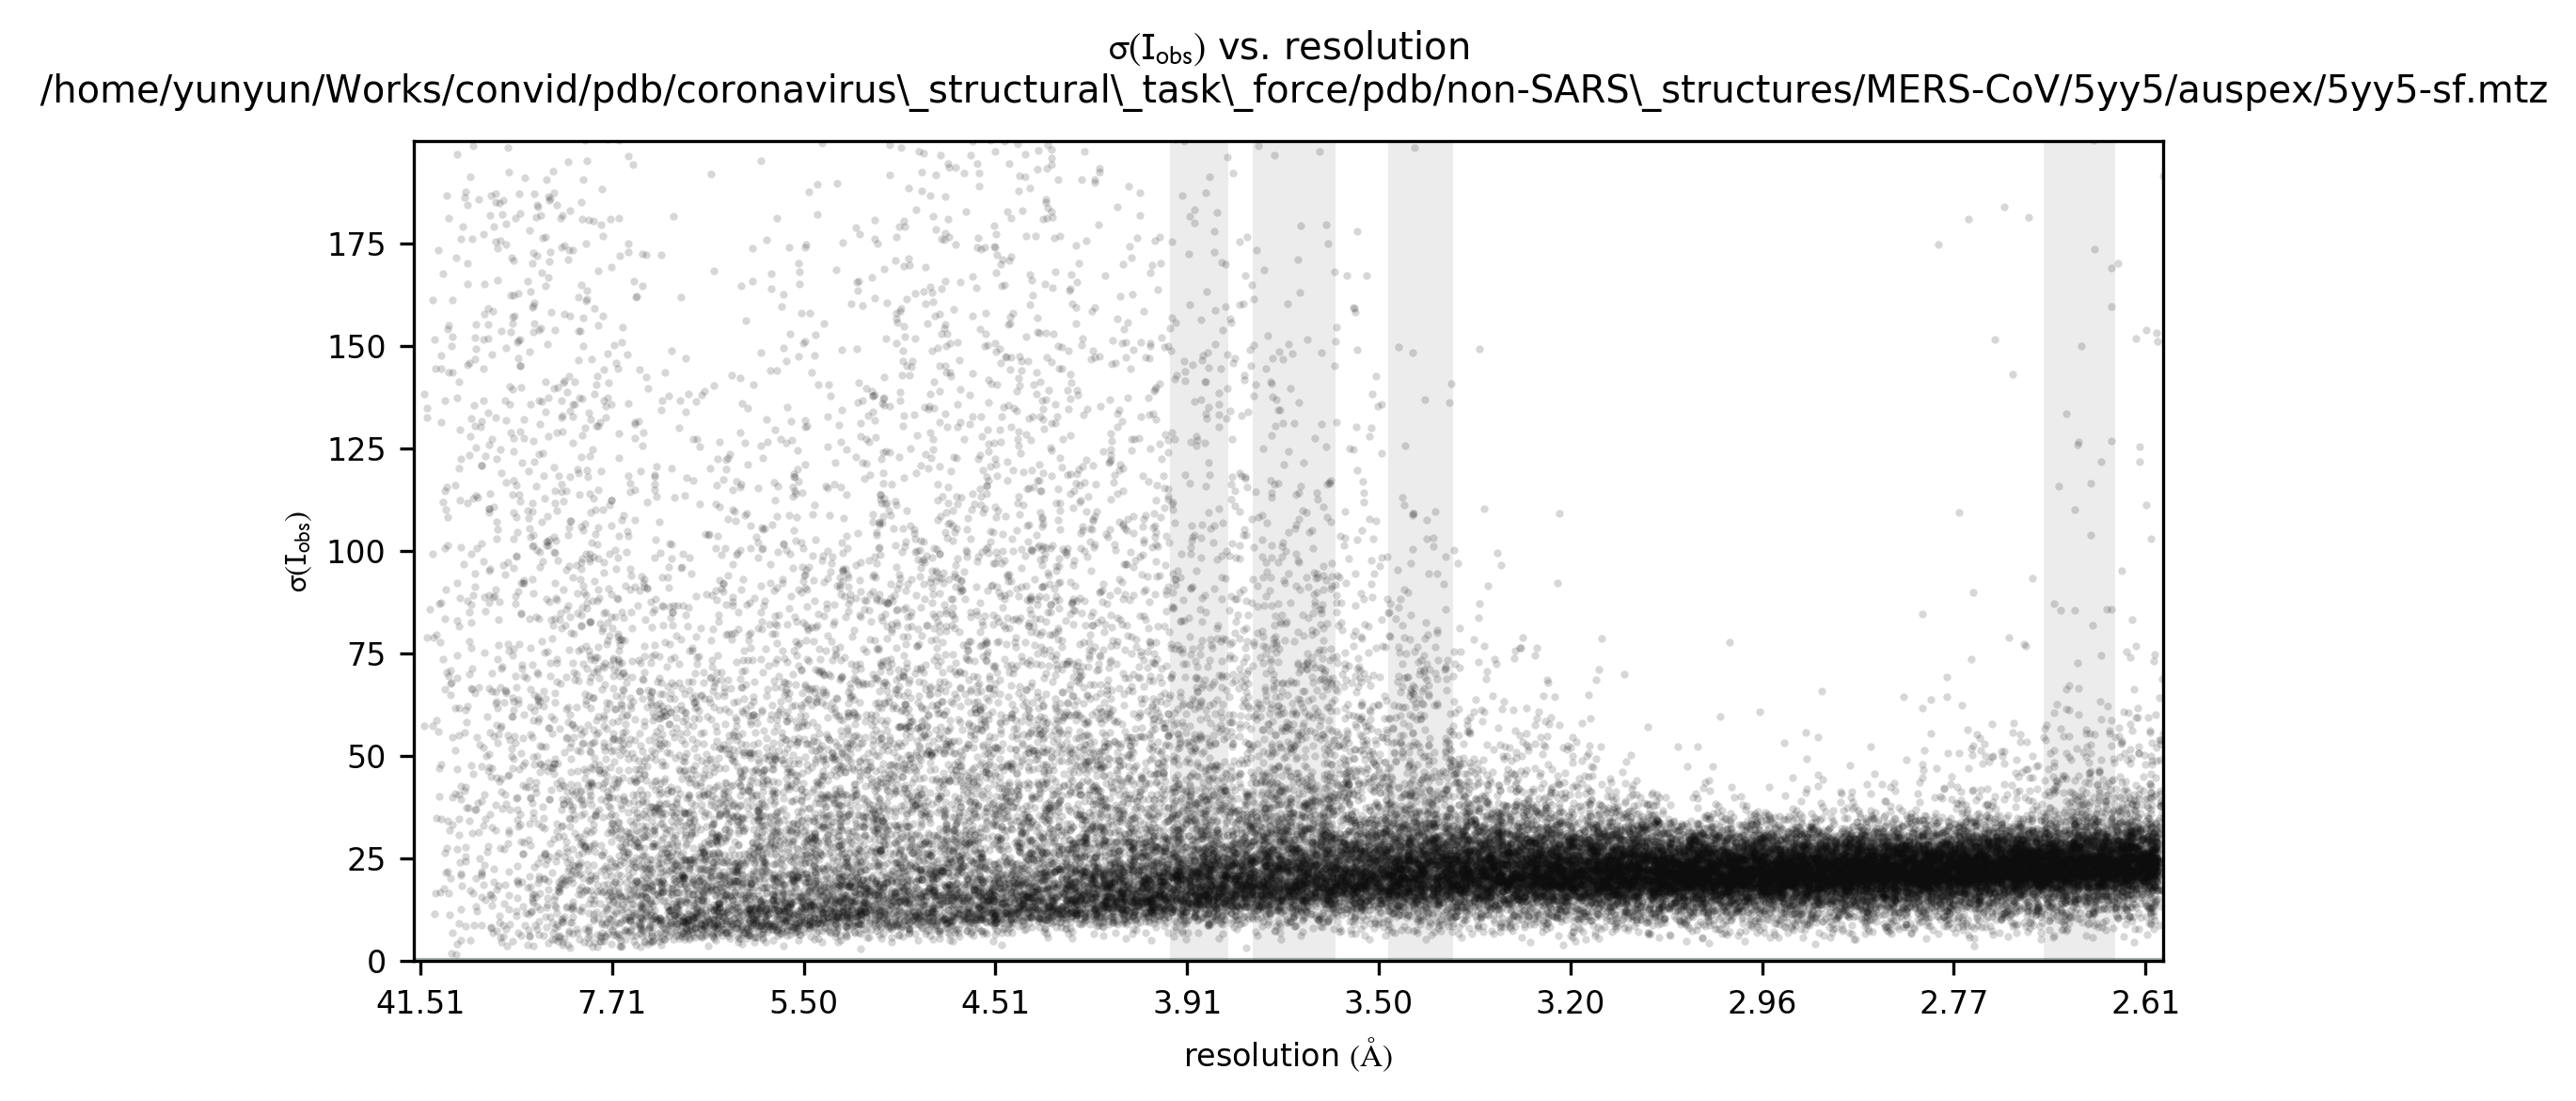 σ(I_obs) vs. resolution
/home/yunyun/Works/convid/pdb/coronavirus\_structural\_task\_force/pdb/non-SARS\_structures/MERS-CoV/5yy5/auspex/5yy5-sf.mtz
175
150
125
100
75
50
25
0
σ(I_obs)
41.51 7.71 5.50 4.51 3.91 3.50 3.20 2.96 2.77 2.61
resolution (Å)